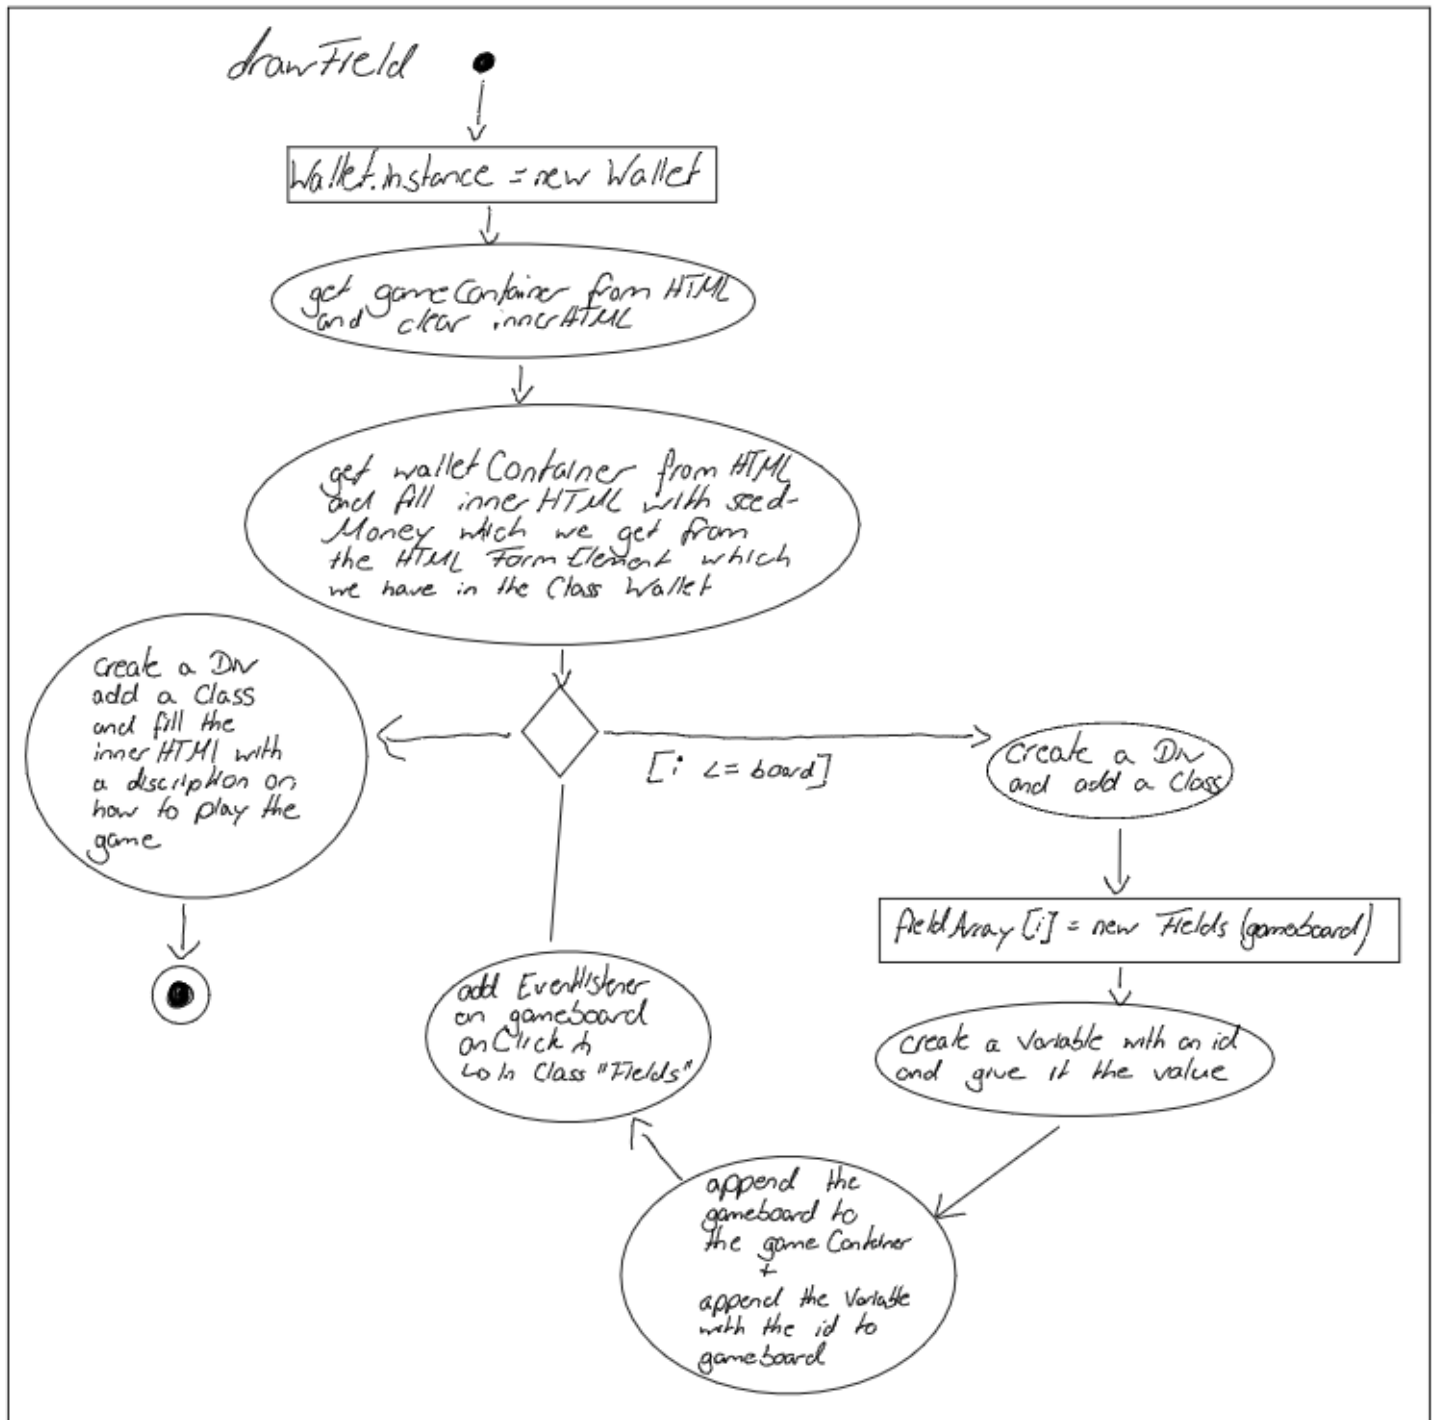 drawField
Wallet.instance = new Wallet
get gameContainer from HTML
and clear innerHTML
get walletContainer from HTML
and fill innerHTML with seed-
Money which we get from
the HTML FormElement which
we have in the Class Wallet
create a Div
add a Class
and fill the
innerHTMl with
a discription on
how to play the
game
[i <= board]
create a Div
and add a Class
fieldArray [i] = new Fields (gameboard)
create a Variable with an id
and give it the value
append the
gameboard to
the gameContainer
+
append the Variable
with the id to
gameboard
add Eventlistener
on gameboard
onClick
in Class "Fields"